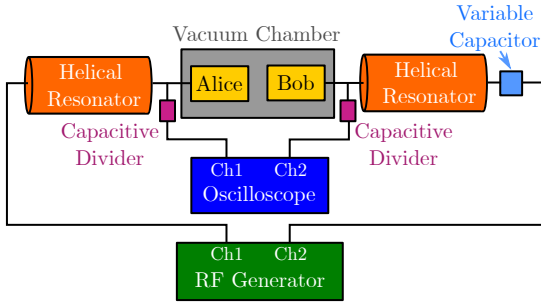 Variable
Capacitor
Vacuum Chamber
Helical
Resonator
Alice
Bob
Helical
Resonator
Capacitive
Divider
Capacitive
Divider
Ch1 Ch2
Oscilloscope
Ch1 Ch2
RF Generator